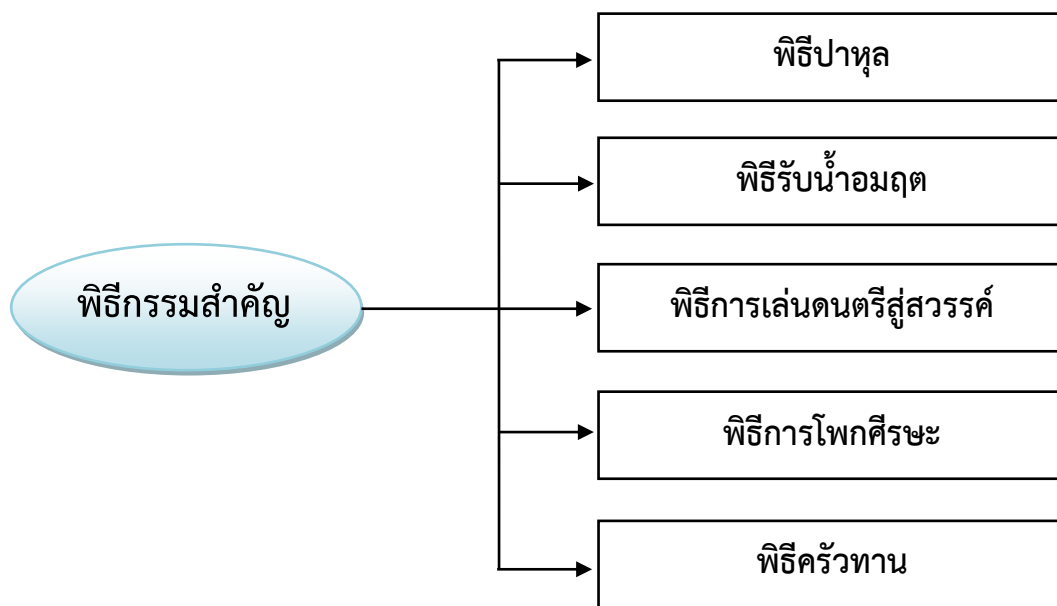 พิธีกรรมสำคัญ
พิธีปาหุล
พิธีรับน้ำอมฤต
พิธีการเล่นดนตรีสู่สวรรค์
พิธีการโพกศีรษะ
พิธีครัวทาน